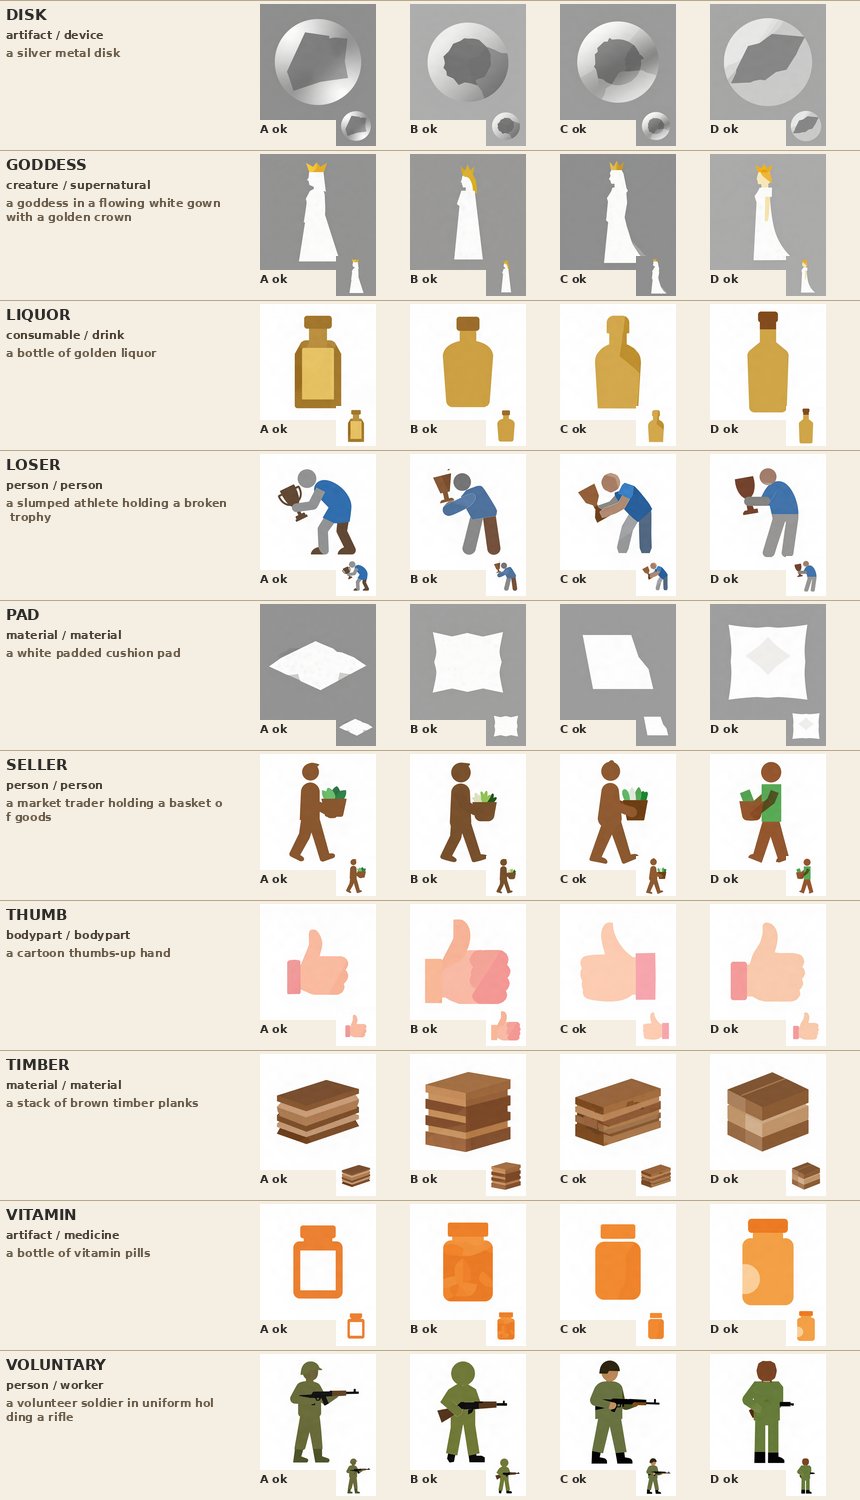 DISK
artifact / device
a silver metal disk
A ok
B ok
C ok
D ok
GODDESS
creature / supernatural
a goddess in a flowing white gown
with a golden crown
A ok
B ok
C ok
D ok
LIQUOR
consumable / drink
a bottle of golden liquor
A ok
B ok
C ok
D ok
LOSER
person / person
a slumped athlete holding a broken
trophy
A ok
B ok
C ok
D ok
PAD
material / material
a white padded cushion pad
A ok
B ok
C ok
D ok
SELLER
person / person
a market trader holding a basket o
f goods
A ok
B ok
C ok
D ok
THUMB
bodypart / bodypart
a cartoon thumbs-up hand
A ok
B ok
C ok
D ok
TIMBER
material / material
a stack of brown timber planks
A ok
B ok
C ok
D ok
VITAMIN
artifact / medicine
a bottle of vitamin pills
A ok
B ok
C ok
D ok
VOLUNTARY
person / worker
a volunteer soldier in uniform hol
ding a rifle
A ok
B ok
C ok
D ok